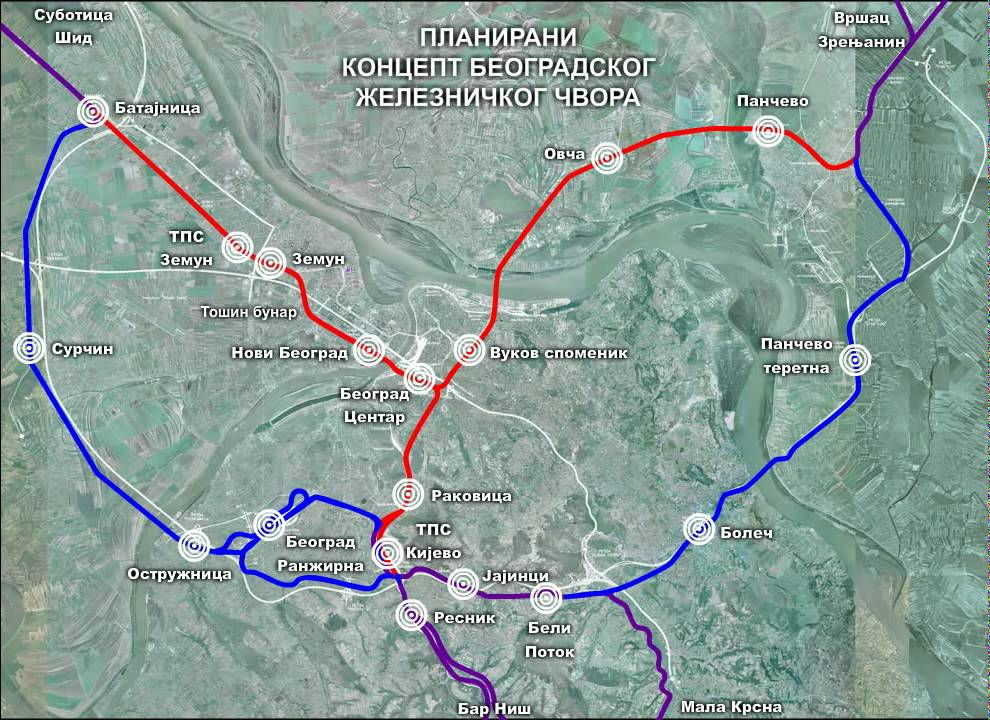 ПЛАНИРАНИ
КОНЦЕПТ БЕОГРАДСКОГ
ЖЕЛЕЗНИЧКОГ ЧВОРА
Суботица
Шид
Вршац
Зрењанин
Батајница
Панчево
Овча
ТПС
Земун
Земун
Тошин бунар
Сурчин
Нови Београд
Вуков споменик
Панчево
теретна
Београд
Центар
Раковица
ТПС
Кијево
Београд
Ранжирна
Болеч
Остружница
Јајинци
Ресник
Бели
Поток
Бар Ниш
Мала Крсна